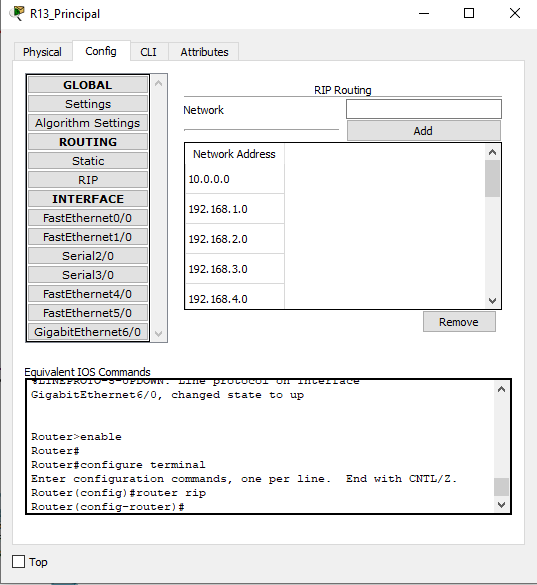 R13_Principal
Physical Config CLI Attributes
GLOBAL
Settings
Algorithm Settings
ROUTING
Static
RIP
INTERFACE
FastEthernet0/0
FastEthernet1/0
Serial2/0
Serial3/0
FastEthernet4/0
FastEthernet5/0
GigabitEthernet6/0
RIP Routing
Network
Add
Network Address
10.0.0.0
192.168.1.0
192.168.2.0
192.168.3.0
192.168.4.0
Remove
Equivalent IOS Commands
%LINEPROTO-5-UPDOWN: Line protocol on Interface
GigabitEthernet6/0, changed state to up
Router>enable
Router#
Router#configure terminal
Enter configuration commands, one per line.  End with CNTL/Z.
Router(config)#router rip
Router(config-router)#
Top